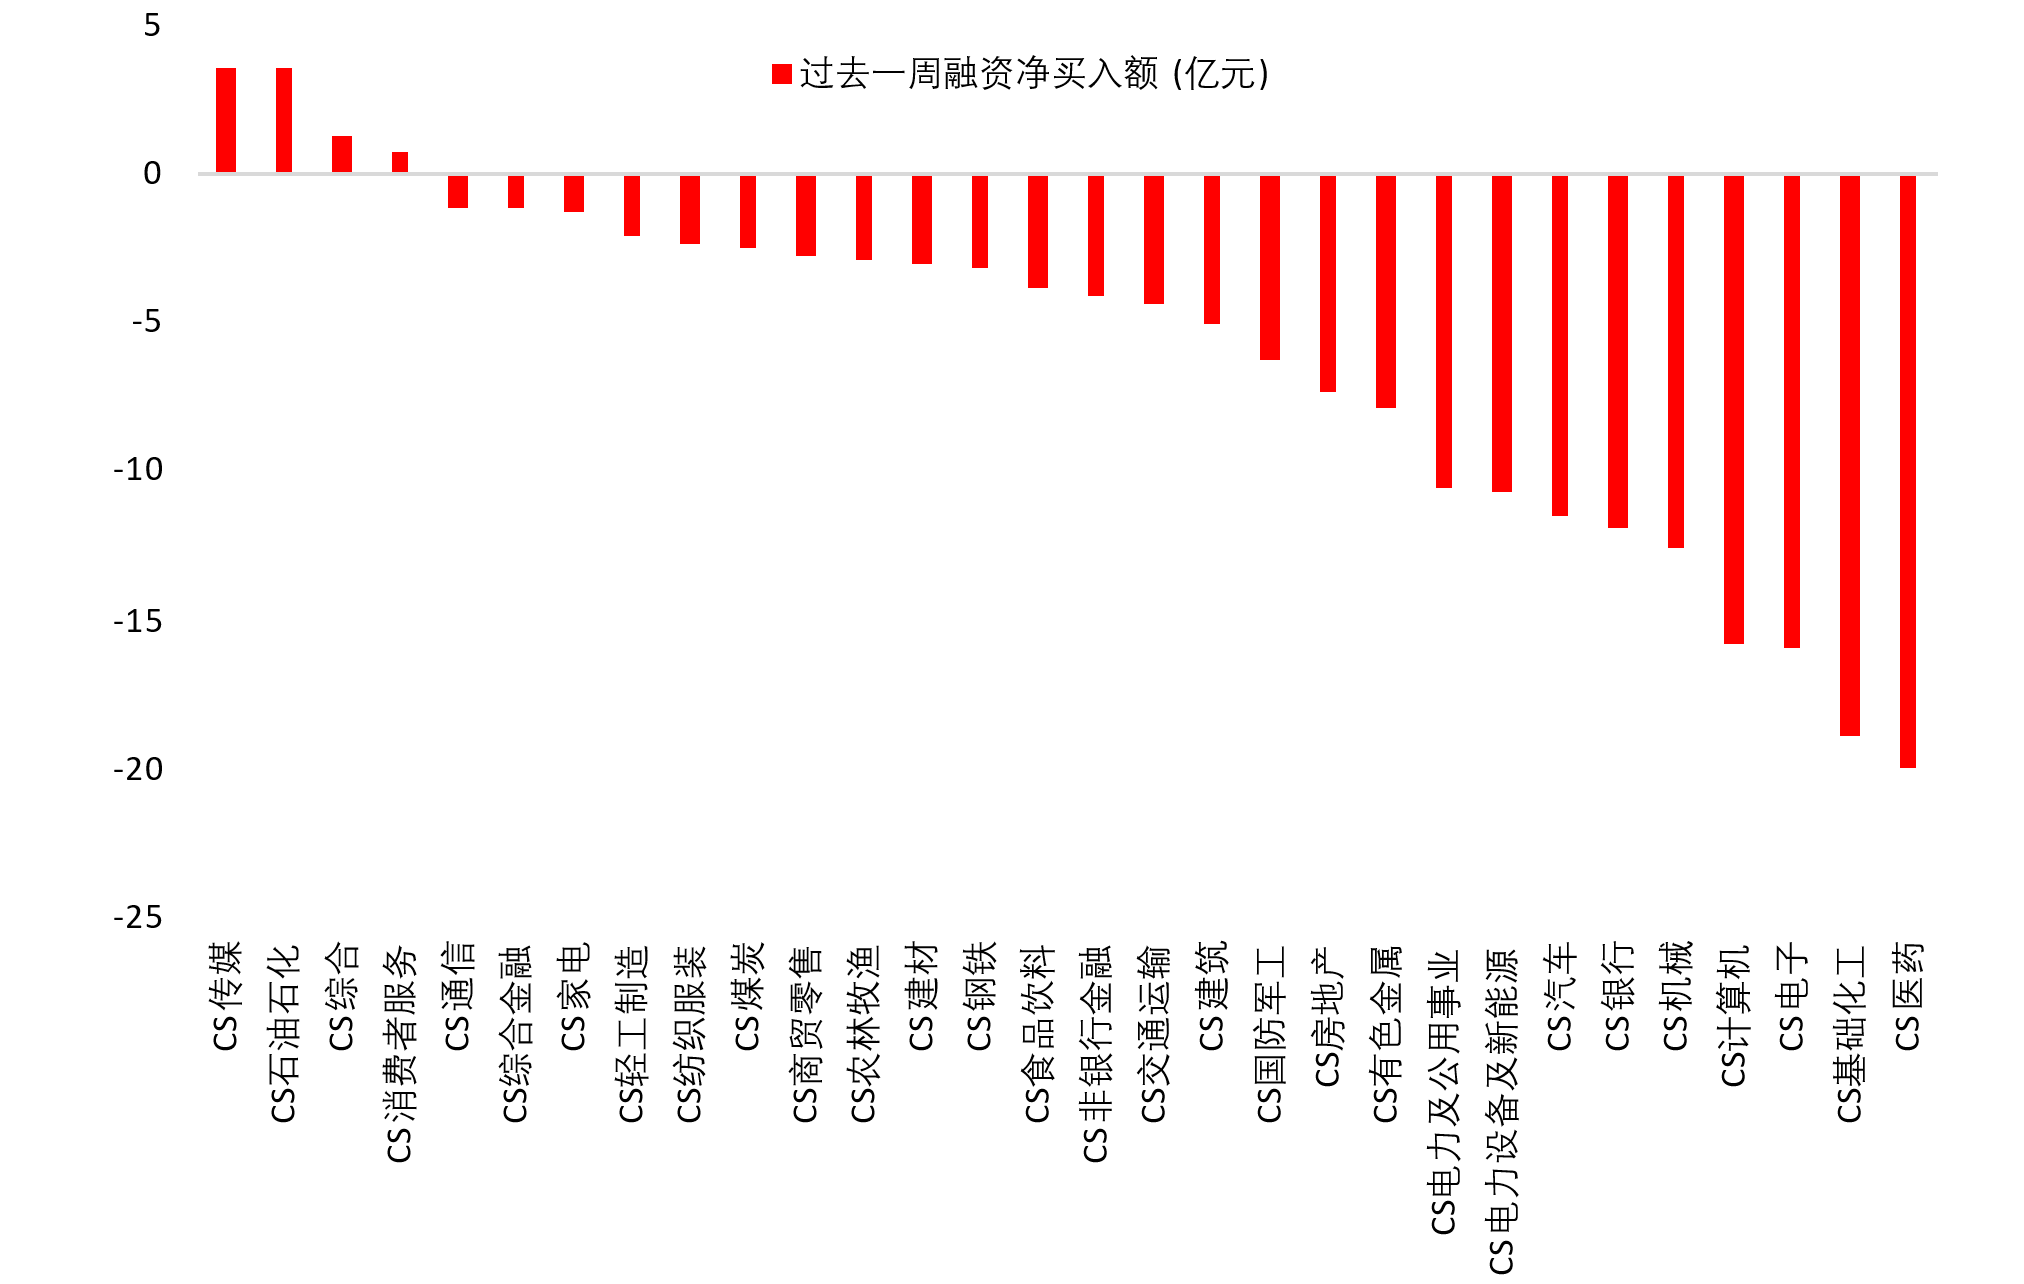 过去一周融资净买入额 (亿元)
5
0
-5
-10
-15
-20
-25
CS传媒
CS石油石化
CS综合
CS消费者服务
CS通信
CS综合金融
CS家电
CS轻工制造
CS纺织服装
CS煤炭
CS商贸零售
CS农林牧渔
CS建材
CS钢铁
CS食品饮料
CS非银行金融
CS交通运输
CS建筑
CS国防军工
CS房地产
CS有色金属
CS电力及公用事业
CS电力设备及新能源
CS汽车
CS银行
CS机械
CS计算机
CS电子
CS基础化工
CS医药